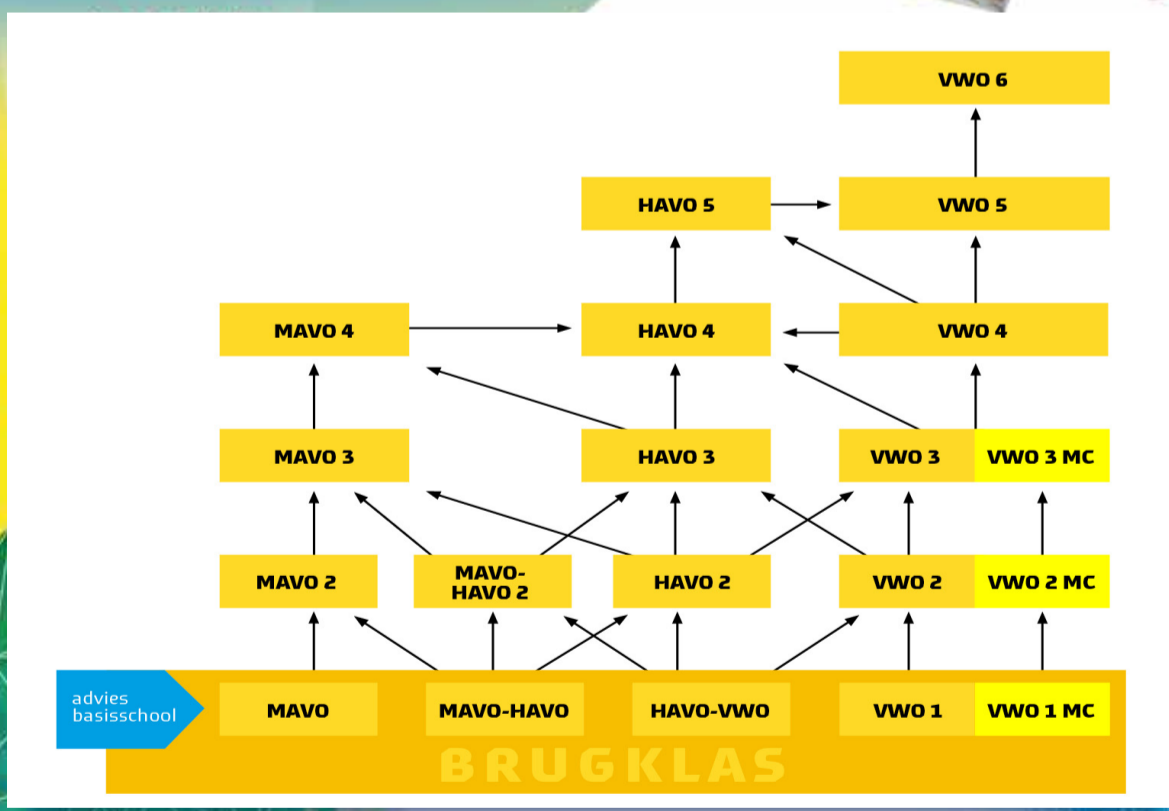 VWO 6
HAVO 5
VWO 5
MAVO 4
HAVO 4
VWO 4
MAVO 3
HAVO 3
VWO 3
VWO 3 MC
MAVO 2
MAVO-
HAVO 2
HAVO 2
VWO 2
VWO 2 MC
advies
basisschool
MAVO
MAVO-HAVO
HAVO-VWO
VWO 1
VWO 1 MC
BRUGKLAS